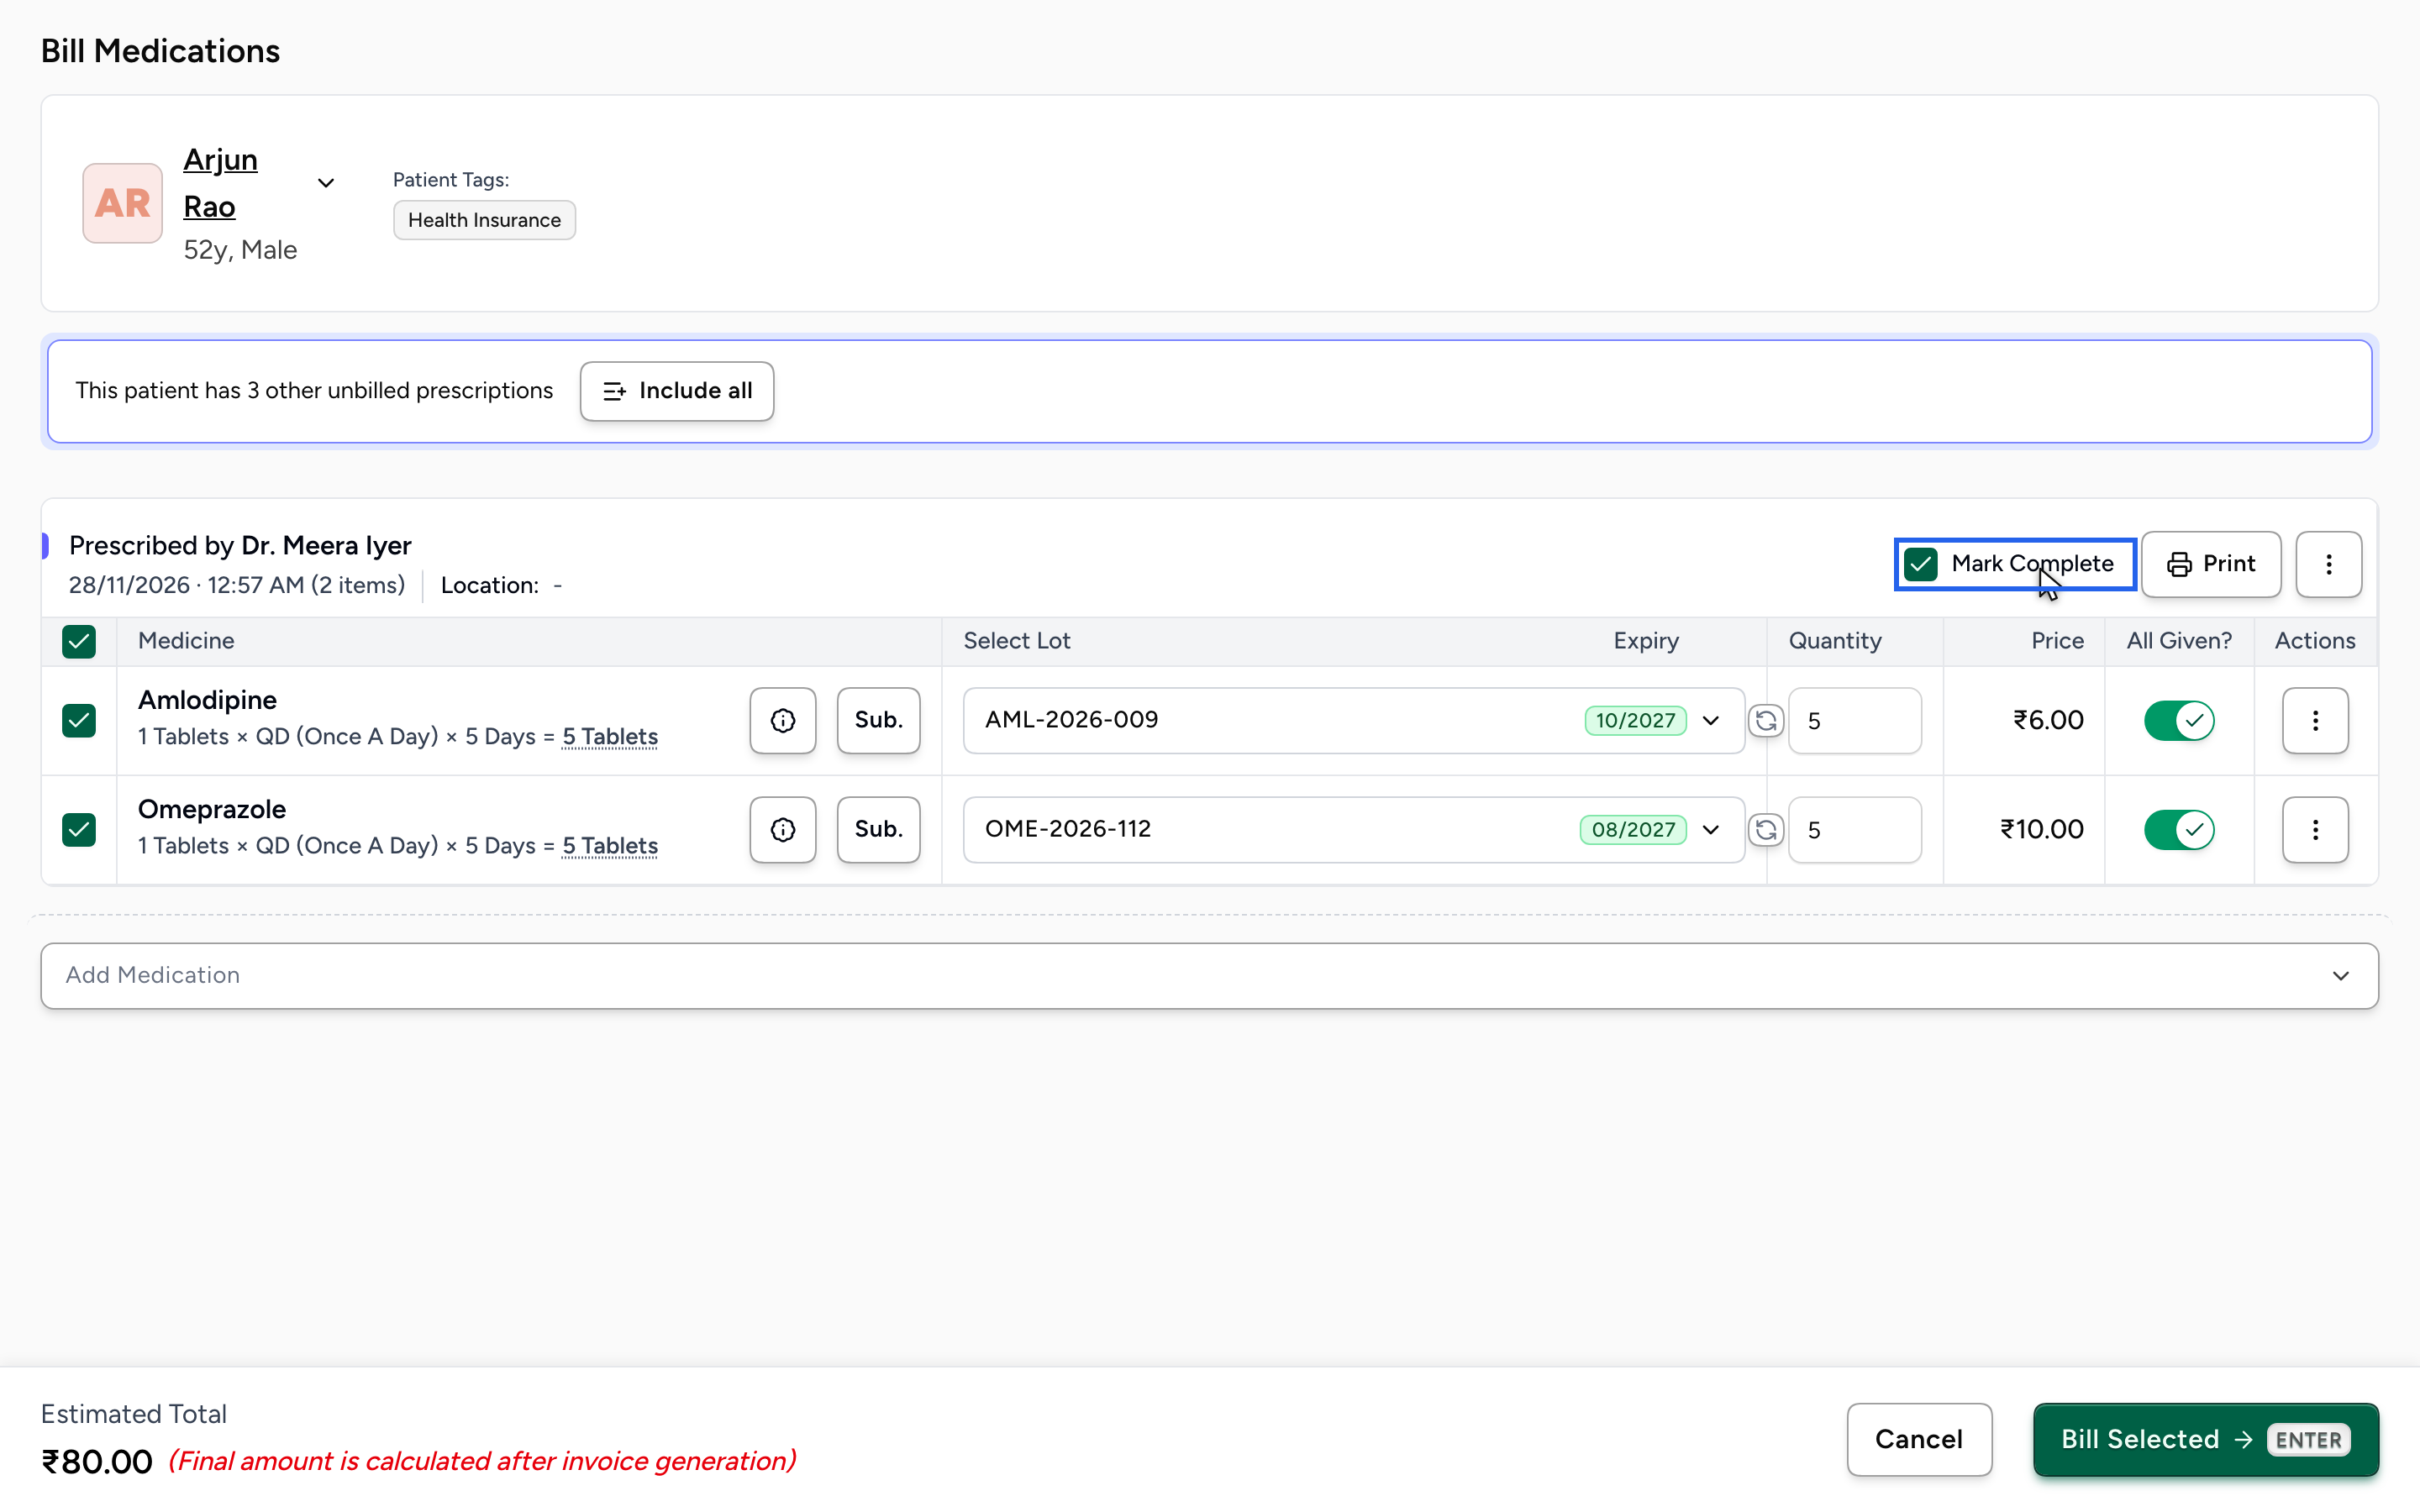 Bill Medications
AR
Arjun
Rao
52y, Male
Patient Tags:
Health Insurance
This patient has 3 other unbilled prescriptions
Include all
Prescribed by Dr. Meera Iyer
28/11/2026 · 12:57 AM (2 items)
Location: -
Mark Complete
Print
Medicine
Select Lot
Expiry
Quantity
Price
All Given?
Actions
Amlodipine
1 Tablets × QD (Once A Day) × 5 Days = 5 Tablets
Sub.
AML-2026-009
10/2027
5
₹6.00
Omeprazole
1 Tablets × QD (Once A Day) × 5 Days = 5 Tablets
Sub.
OME-2026-112
08/2027
5
₹10.00
Add Medication
Estimated Total
₹80.00 (Final amount is calculated after invoice generation)
Cancel
Bill Selected → ENTER